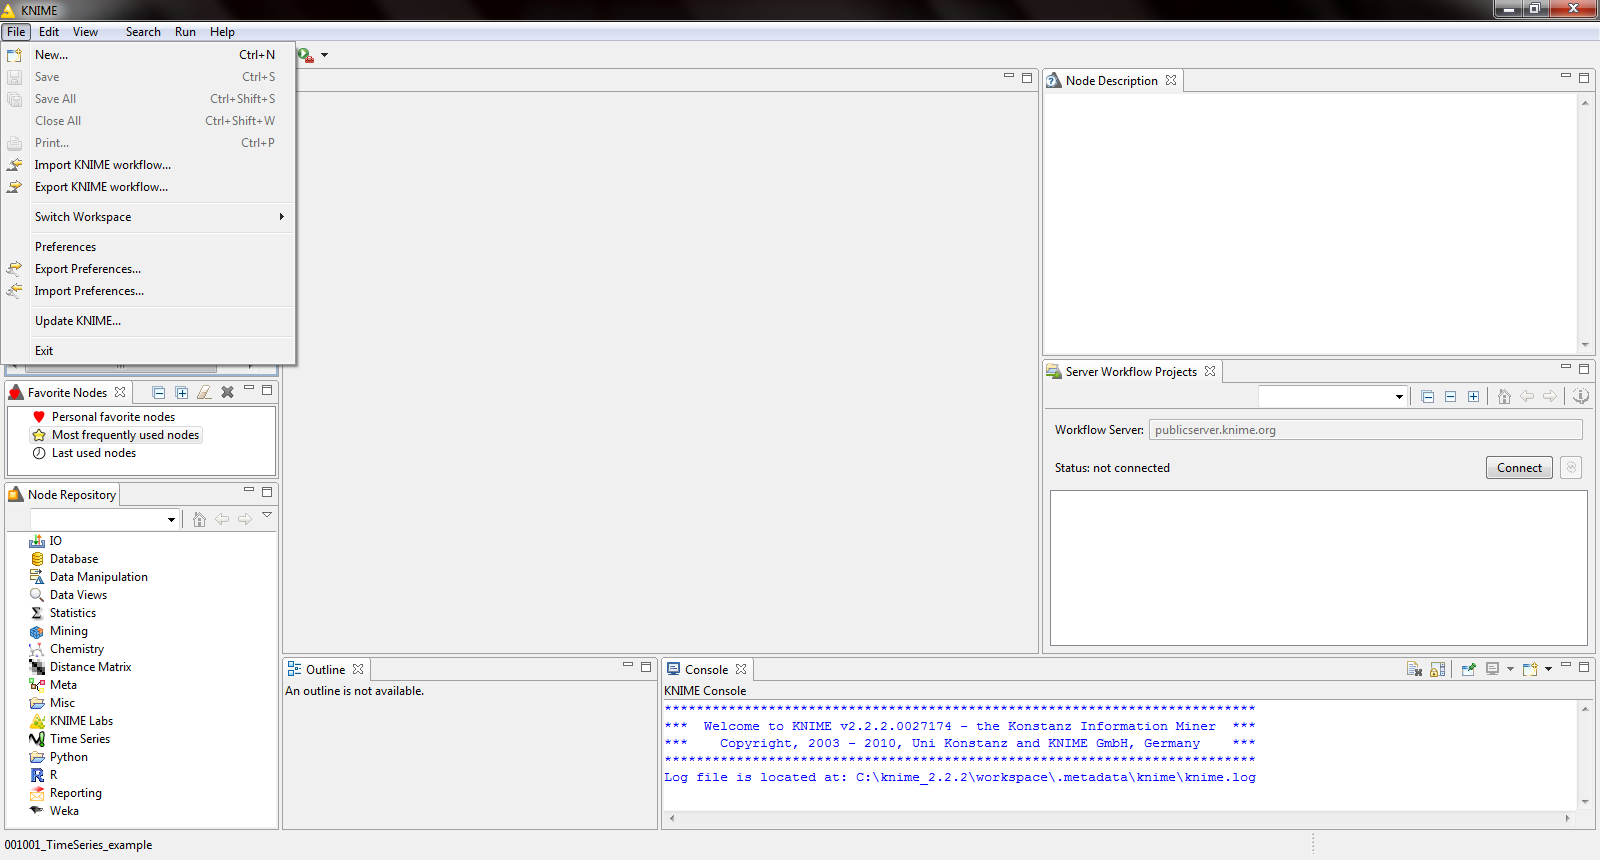 KNIME
File Edit View Search Run Help
New... Ctrl+N
Save Ctrl+S
Save All Ctrl+Shift+S
Close All Ctrl+Shift+W
Print... Ctrl+P
Import KNIME workflow...
Export KNIME workflow...
Switch Workspace
Preferences
Export Preferences...
Import Preferences...
Update KNIME...
Exit
Favorite Nodes
Personal favorite nodes
Most frequently used nodes
Last used nodes
Node Repository
IO
Database
Data Manipulation
Data Views
Statistics
Mining
Chemistry
Distance Matrix
Meta
Misc
KNIME Labs
Time Series
Python
R
Reporting
Weka
Node Description
Server Workflow Projects
Workflow Server: publicserver.knime.org
Status: not connected Connect
Outline
An outline is not available.
Console
KNIME Console
**************************************************************************
*** Welcome to KNIME v2.2.2.0027174 - the Konstanz Information Miner ***
*** Copyright, 2003 - 2010, Uni Konstanz and KNIME GmbH, Germany ***
**************************************************************************
Log file is located at: C:\knime_2.2.2\workspace\.metadata\knime\knime.log
001001_TimeSeries_example